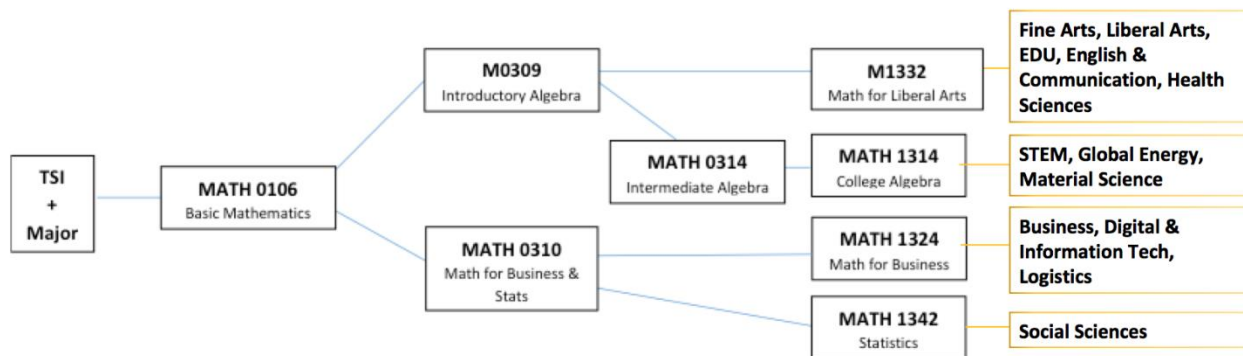 TSI
+
Major
MATH 0106
Basic Mathematics
M0309
Introductory Algebra
MATH 0310
Math for Business &
Stats
MATH 0314
Intermediate Algebra
M1332
Math for Liberal Arts
MATH 1314
College Algebra
MATH 1324
Math for Business
MATH 1342
Statistics
Fine Arts, Liberal Arts,
EDU, English &
Communication, Health
Sciences
STEM, Global Energy,
Material Science
Business, Digital &
Information Tech,
Logistics
Social Sciences